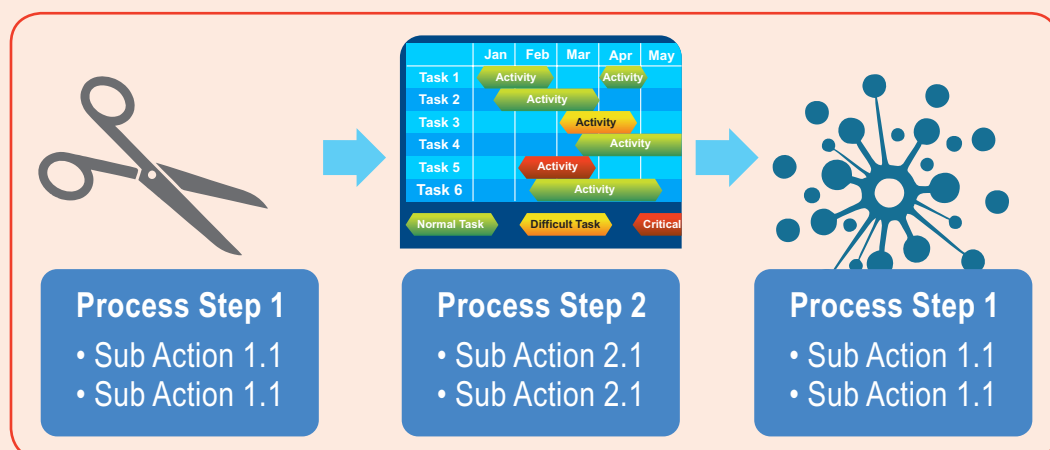 Jan Feb Mar Apr May
Task 1 Activity Activity
Task 2 Activity
Task 3 Activity
Task 4 Activity
Task 5 Activity
Task 6 Activity
Normal Task Difficult Task Critical
Process Step 1
• Sub Action 1.1
• Sub Action 1.1
Process Step 2
• Sub Action 2.1
• Sub Action 2.1
Process Step 1
• Sub Action 1.1
• Sub Action 1.1